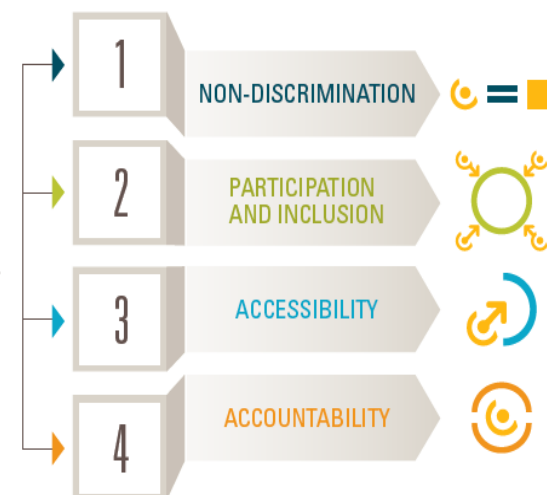 1
NON-DISCRIMINATION
2
PARTICIPATION
AND INCLUSION
3
ACCESSIBILITY
4
ACCOUNTABILITY